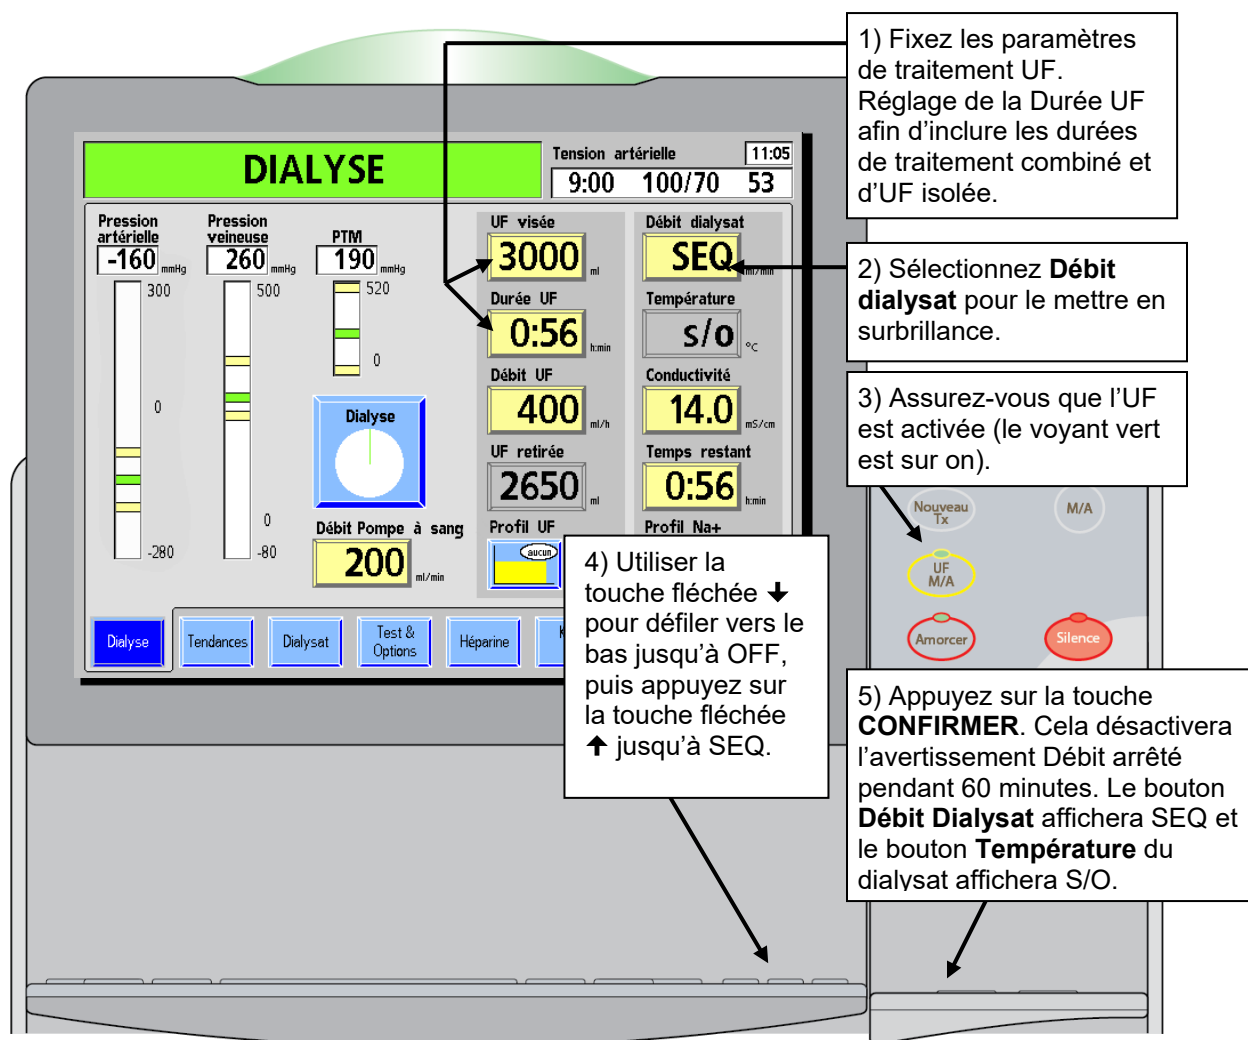 1) Fixez les paramètres
de traitement UF.
Réglage de la Durée UF
afin d'inclure les durées
de traitement combiné et
d'UF isolée.
DIALYSE
Tension artérielle
11:05
9:00 100/70 53
Pression
artérielle
-160 mmHg
300
0
-280
Pression
veineuse
260 mmHg
500
0
-80
PTM
190 mmHg
520
0
Dialyse
Débit Pompe à sang
200 ml/min
UF visée
3000 ml
Durée UF
0:56 h:min
Débit UF
400 ml/h
UF retirée
2650 ml
Profil UF
aucun
Débit dialysat
SEQ ml/min
Température
s/o °C
Conductivité
14.0 mS/cm
Temps restant
0:56 h:min
Profil Na+
2) Sélectionnez Débit
dialysat pour le mettre en
surbrillance.
3) Assurez-vous que l'UF
est activée (le voyant vert
est sur on).
Nouveau
Tx
M/A
UF
M/A
Amorcer
Silence
Dialyse
Tendances
Dialysat
Test &
Options
Héparine
K
4) Utiliser la
touche fléchée ↓
pour défiler vers le
bas jusqu'à OFF,
puis appuyez sur
la touche fléchée
↑ jusqu'à SEQ.
5) Appuyez sur la touche
CONFIRMER. Cela désactivera
l'avertissement Débit arrêté
pendant 60 minutes. Le bouton
Débit Dialysat affichera SEQ et
le bouton Température du
dialysat affichera S/O.